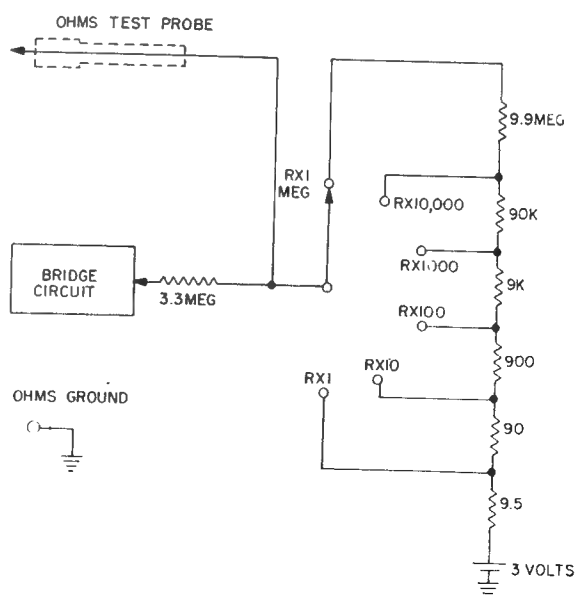 OHMS TEST PROBE
9.9MEG
RX1
MEG
RX10,000
90K
RX1000
BRIDGE
CIRCUIT
3.3MEG
9K
RX100
900
RX1
RX10
OHMS GROUND
90
9.5
3 VOLTS